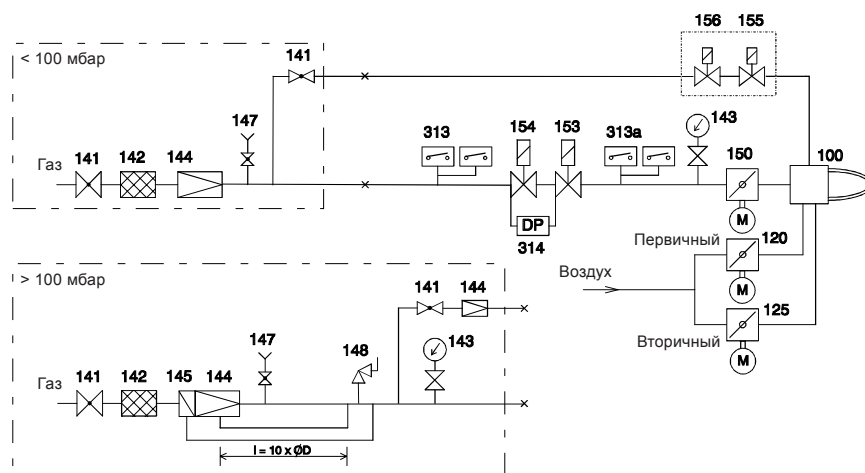 < 100 мбар
141
156
155
147
313
154
153
313a
143
Газ
141
142
144
150
100
M
DP
314
Первичный
120
M
Воздух
125
Вторичный
M
> 100 мбар
141
144
147
148
143
Газ
141
142
145
144
l = 10 x ØD